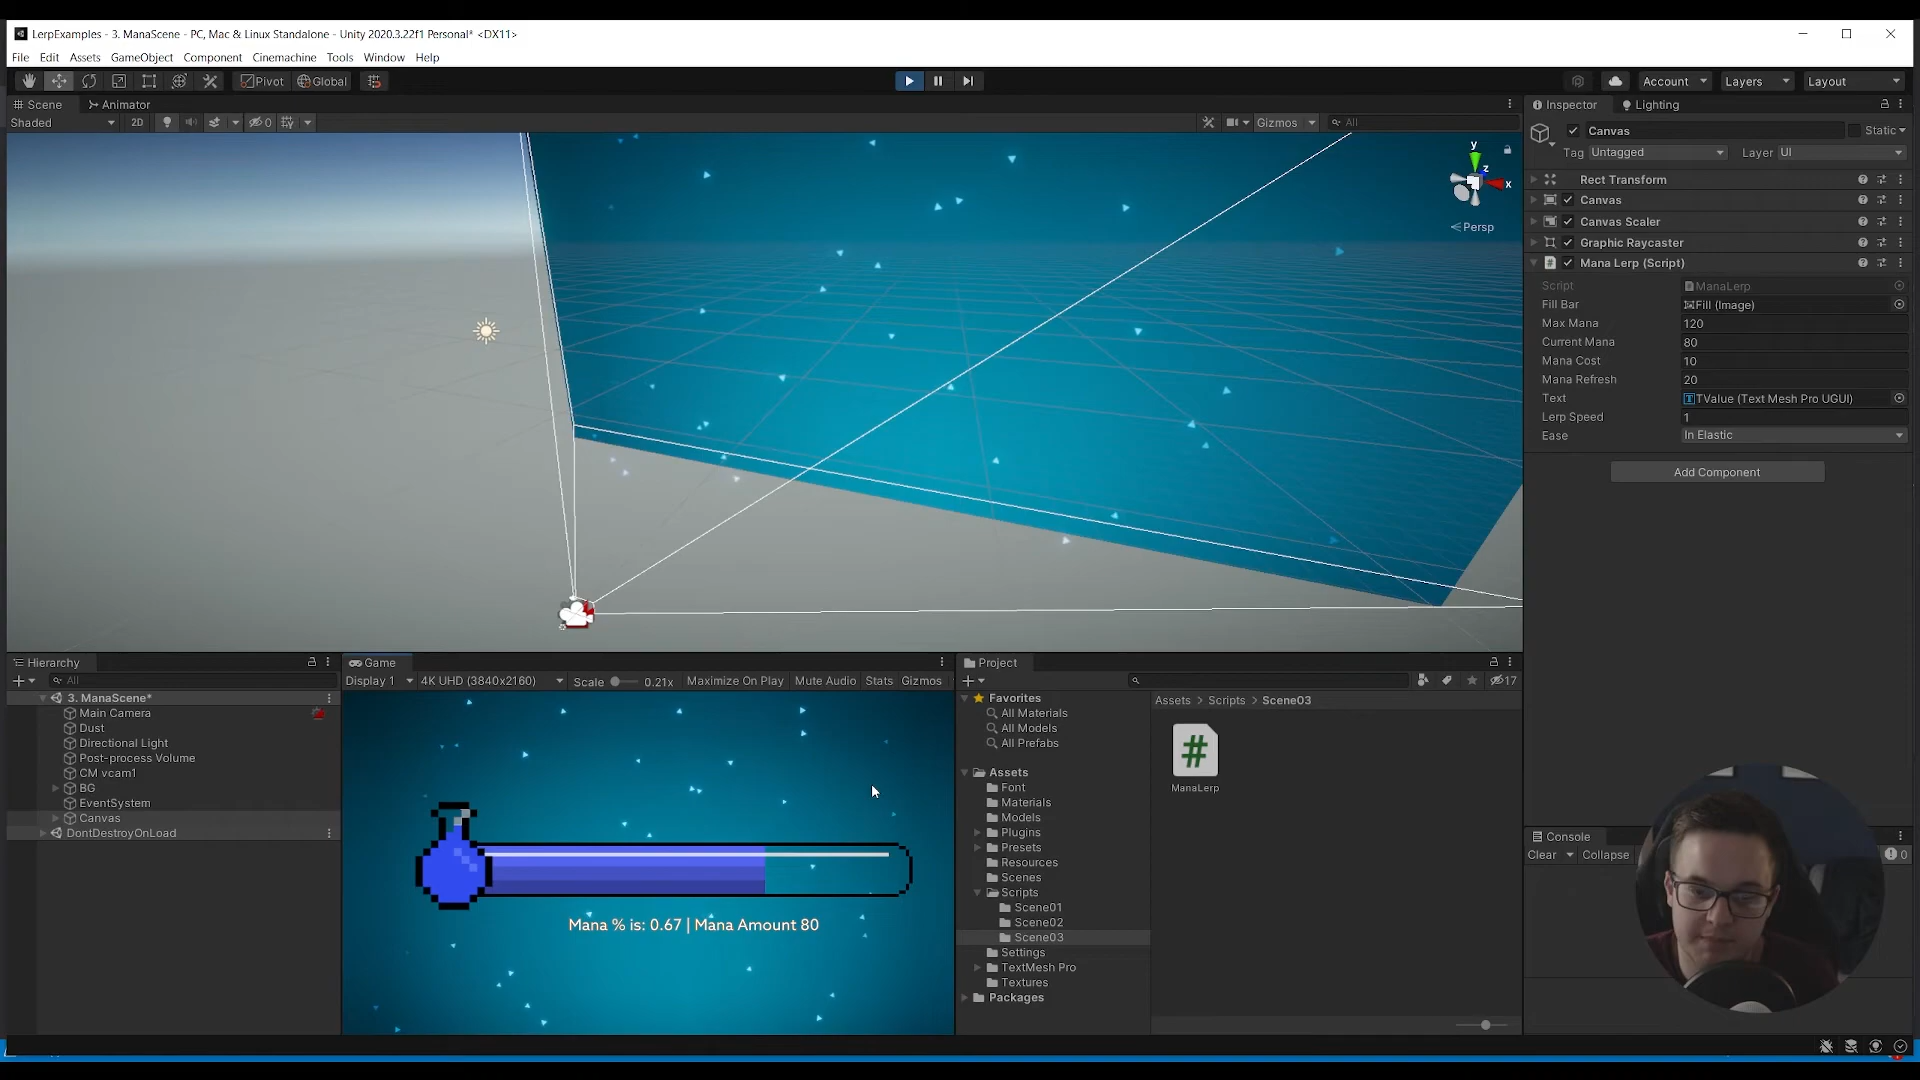 LerpExamples - 3. ManaScene - PC, Mac & Linux Standalone - Unity 2020.3.22f1 Personal* <DX11>
File Edit Assets GameObject Component Cinemachine Tools Window Help
Pivot Global
Account Layers Layout
Scene Animator
Shaded 2D 0 Gizmos All
y
z
x
Persp
Inspector Lighting
Canvas Static
Tag Untagged Layer UI
Rect Transform
Canvas
Canvas Scaler
Graphic Raycaster
Mana Lerp (Script)
Script ManaLerp
Fill Bar Fill (Image)
Max Mana 120
Current Mana 80
Mana Cost 10
Mana Refresh 20
Text TValue (Text Mesh Pro UGUI)
Lerp Speed 1
Ease In Elastic
Add Component
Hierarchy
All
3. ManaScene*
Main Camera
Dust
Directional Light
Post-process Volume
CM vcam1
BG
EventSystem
Canvas
DontDestroyOnLoad
Game
Display 1 4K UHD (3840x2160) Scale 0.21x Maximize On Play Mute Audio Stats Gizmos
Mana % is: 0.67 | Mana Amount 80
Project
17
Favorites
All Materials
All Models
All Prefabs
Assets
Font
Materials
Models
Plugins
Presets
Resources
Scenes
Scripts
Scene01
Scene02
Scene03
Settings
TextMesh Pro
Textures
Packages
Assets > Scripts > Scene03
ManaLerp
Console
Clear Collapse 0